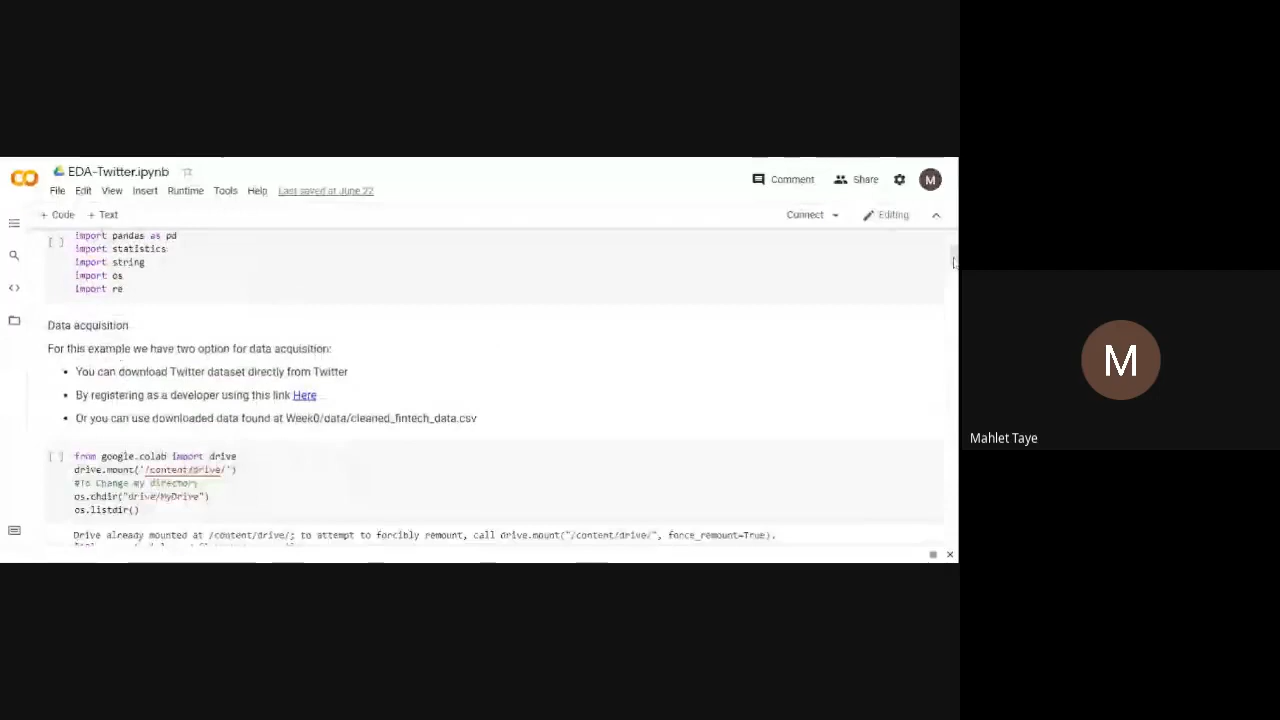 EDA-Twitter.ipynb
Comment
Share
M
File Edit View Insert Runtime Tools Help Last saved at June 22
+ Code + Text
Connect
Editing
[ ]
import pandas as pd
import statistics
import string
import os
import re
Data acquisition
For this example we have two option for data acquisition:
• You can download Twitter dataset directly from Twitter
• By registering as a developer using this link Here
• Or you can use downloaded data found at Week0/data/cleaned_fintech_data.csv
[ ]
from google.colab import drive
drive.mount('/content/drive/')
#To Change my directory
os.chdir("drive/MyDrive")
os.listdir()
Drive already mounted at /content/drive/; to attempt to forcibly remount, call drive.mount("/content/drive/", force_remount=True).
M
Mahlet Taye